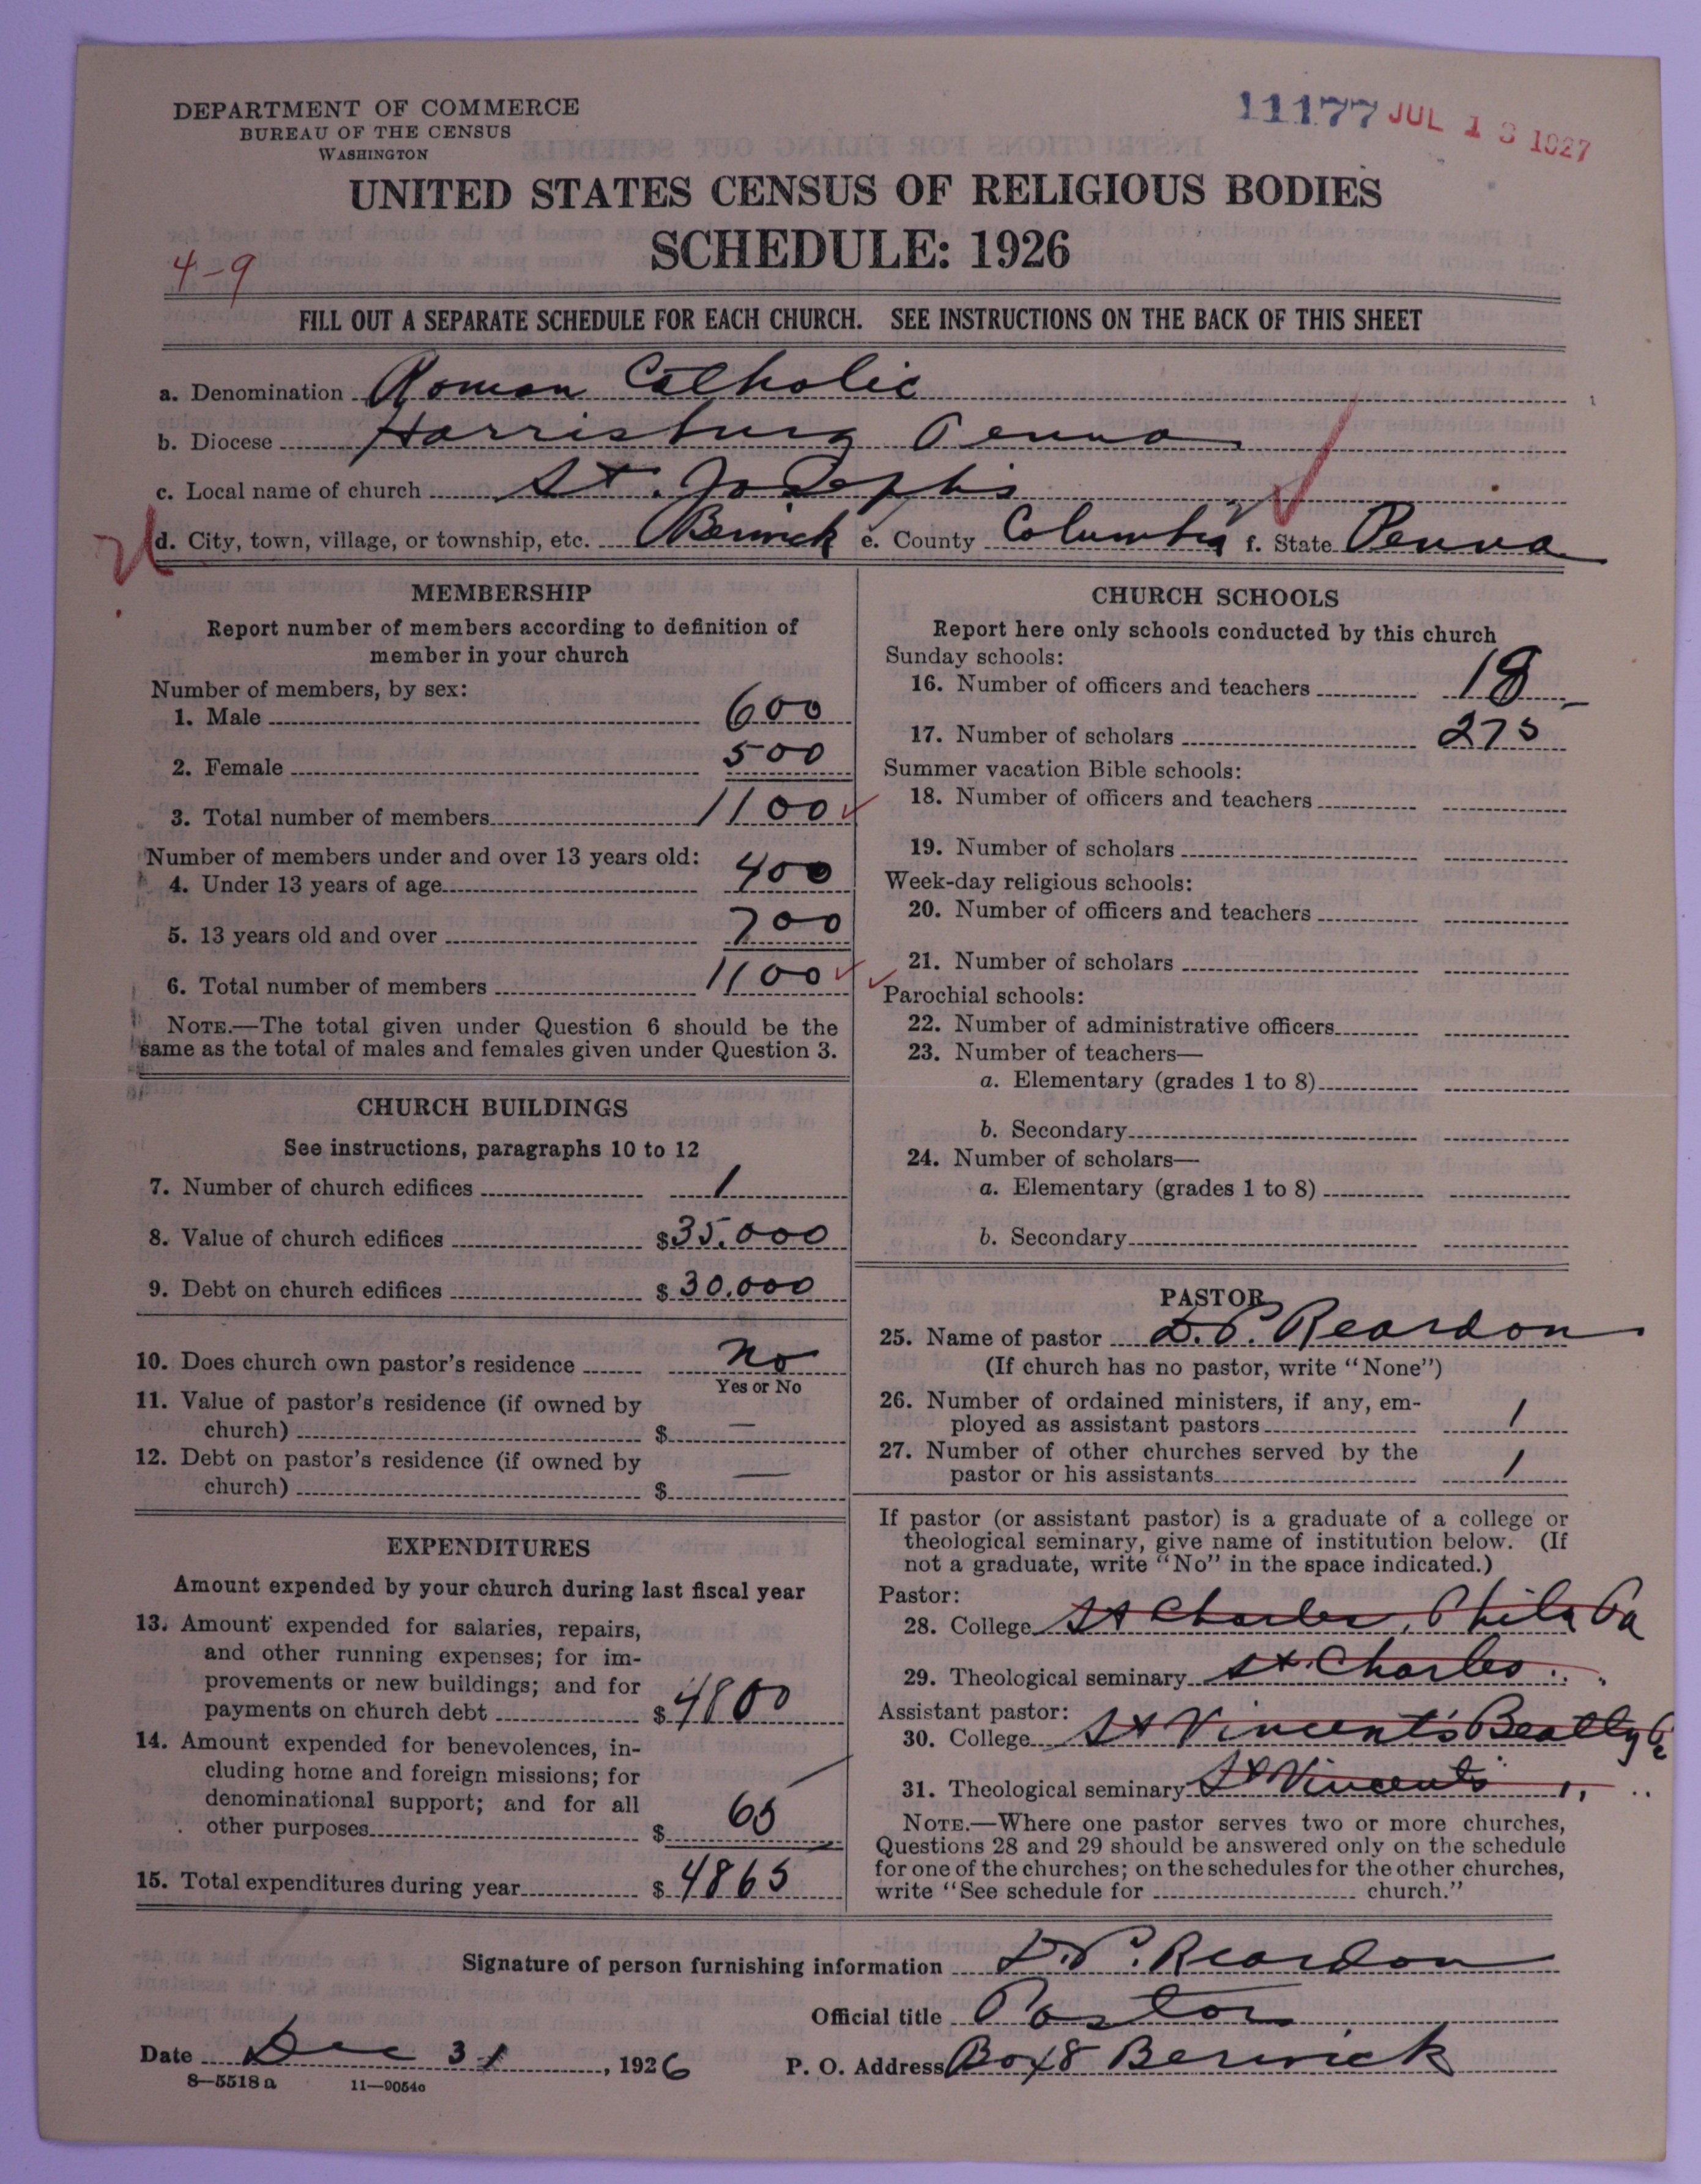 DEPARTMENT OF COMMERCE
BUREAU OF THE CENSUS
WASHINGTON
11177 JUL 13 1927
UNITED STATES CENSUS OF RELIGIOUS BODIES
SCHEDULE: 1926
4-9
FILL OUT A SEPARATE SCHEDULE FOR EACH CHURCH. SEE INSTRUCTIONS ON THE BACK OF THIS SHEET
a. Denomination Roman Catholic
b. Diocese Harrisburg Penna
c. Local name of church St. Josephs
d. City, town, village, or township, etc. Berwick e. County Columbia f. State Penna
MEMBERSHIP
Report number of members according to definition of
member in your church
Number of members, by sex:
1. Male 600
2. Female 500
3. Total number of members 1100
Number of members under and over 13 years old:
4. Under 13 years of age 400
5. 13 years old and over 700
6. Total number of members 1100
NOTE.—The total given under Question 6 should be the
same as the total of males and females given under Question 3.
CHURCH BUILDINGS
See instructions, paragraphs 10 to 12
7. Number of church edifices 1
8. Value of church edifices $35.000
9. Debt on church edifices $30.000
10. Does church own pastor's residence No
Yes or No
11. Value of pastor's residence (if owned by
church) $ —
12. Debt on pastor's residence (if owned by
church) $ —
EXPENDITURES
Amount expended by your church during last fiscal year
13. Amount expended for salaries, repairs,
and other running expenses; for im-
provements or new buildings; and for
payments on church debt $4800
14. Amount expended for benevolences, in-
cluding home and foreign missions; for
denominational support; and for all
other purposes $ 65
15. Total expenditures during year $4865
CHURCH SCHOOLS
Report here only schools conducted by this church
Sunday schools:
16. Number of officers and teachers 18
17. Number of scholars 275
Summer vacation Bible schools:
18. Number of officers and teachers
19. Number of scholars
Week-day religious schools:
20. Number of officers and teachers
21. Number of scholars
Parochial schools:
22. Number of administrative officers
23. Number of teachers—
a. Elementary (grades 1 to 8)
b. Secondary
24. Number of scholars—
a. Elementary (grades 1 to 8)
b. Secondary
PASTOR
25. Name of pastor D. P. Reardon
(If church has no pastor, write "None")
26. Number of ordained ministers, if any, em-
ployed as assistant pastors 1
27. Number of other churches served by the
pastor or his assistants 1
If pastor (or assistant pastor) is a graduate of a college or
theological seminary, give name of institution below. (If
not a graduate, write "No" in the space indicated.)
Pastor:
28. College St Charles, Phila Pa
29. Theological seminary St. Charles
Assistant pastor:
30. College St Vincent's Beatty Pa
31. Theological seminary St Vincents
NOTE.—Where one pastor serves two or more churches,
Questions 28 and 29 should be answered only on the schedule
for one of the churches; on the schedules for the other churches,
write "See schedule for church."
Signature of person furnishing information D. P. Reardon
Official title Pastor
Date Dec 31, 1926 P. O. Address Box 8 Berwick
8—5518a 11—9054c